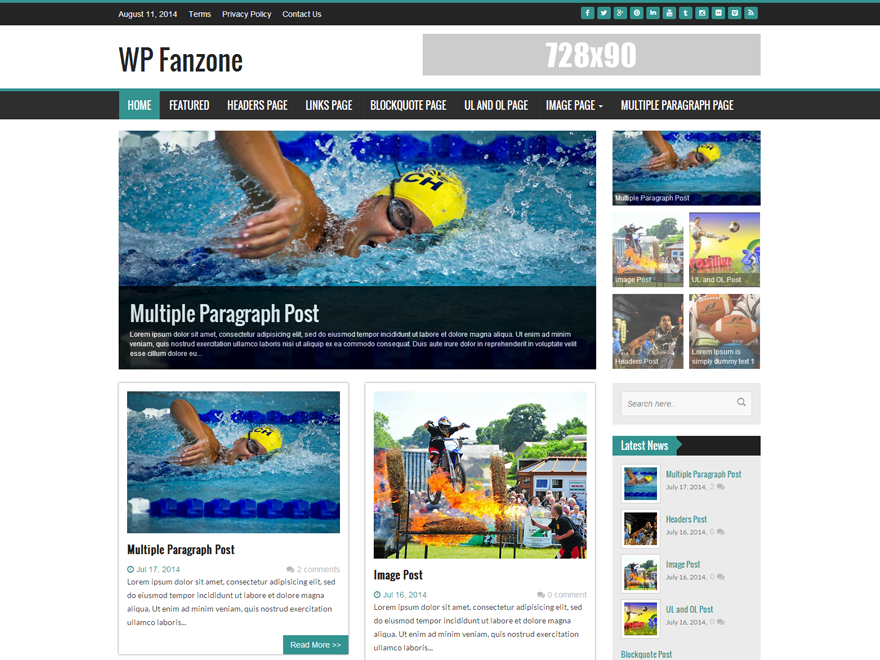 August 11, 2014 Terms Privacy Policy Contact Us
WP Fanzone
728x90
HOME FEATURED HEADERS PAGE LINKS PAGE BLOCKQUOTE PAGE UL AND OL PAGE IMAGE PAGE MULTIPLE PARAGRAPH PAGE
CH
Multiple Paragraph Post
Lorem ipsum dolor sit amet, consectetur adipisicing elit, sed do eiusmod tempor incididunt ut labore et dolore magna aliqua. Ut enim ad minim
veniam, quis nostrud exercitation ullamco laboris nisi ut aliquip ex ea commodo consequat. Duis aute irure dolor in reprehenderit in voluptate velit
esse cillum dolore eu...
Multiple Paragraph Post
Image Post
UL and OL Post
Headers Post
Lorem Ipsum is
simply dummy text 1
Search here..
Latest News
Multiple Paragraph Post
July 17, 2014, 2
Headers Post
July 16, 2014, 0
Image Post
July 16, 2014, 0
UL and OL Post
July 16, 2014, 0
Blockquote Post
CH
Multiple Paragraph Post
Jul 17, 2014 2 comments
Lorem ipsum dolor sit amet, consectetur adipisicing elit, sed
do eiusmod tempor incididunt ut labore et dolore magna
aliqua. Ut enim ad minim veniam, quis nostrud exercitation
ullamco laboris...
Read More >>
Image Post
Jul 16, 2014 0 comment
Lorem ipsum dolor sit amet, consectetur adipisicing elit, sed
do eiusmod tempor incididunt ut labore et dolore magna
aliqua. Ut enim ad minim veniam, quis nostrud exercitation
ullamco laboris...